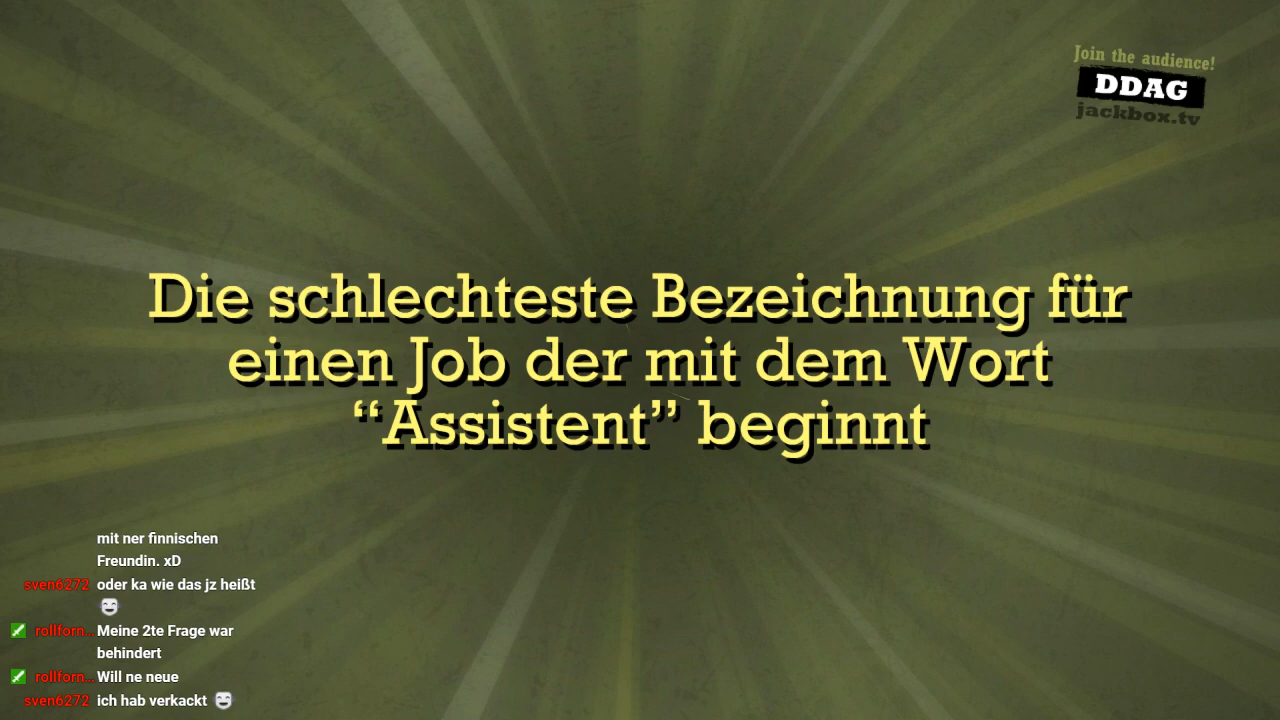 Join the audience!
DDAG
jackbox.tv
Die schlechteste Bezeichnung für
einen Job der mit dem Wort
“Assistent” beginnt
mit ner finnischen
Freundin. xD
sven6272 oder ka wie das jz heißt
rollforn... Meine 2te Frage war
behindert
rollforn... Will ne neue
sven6272 ich hab verkackt